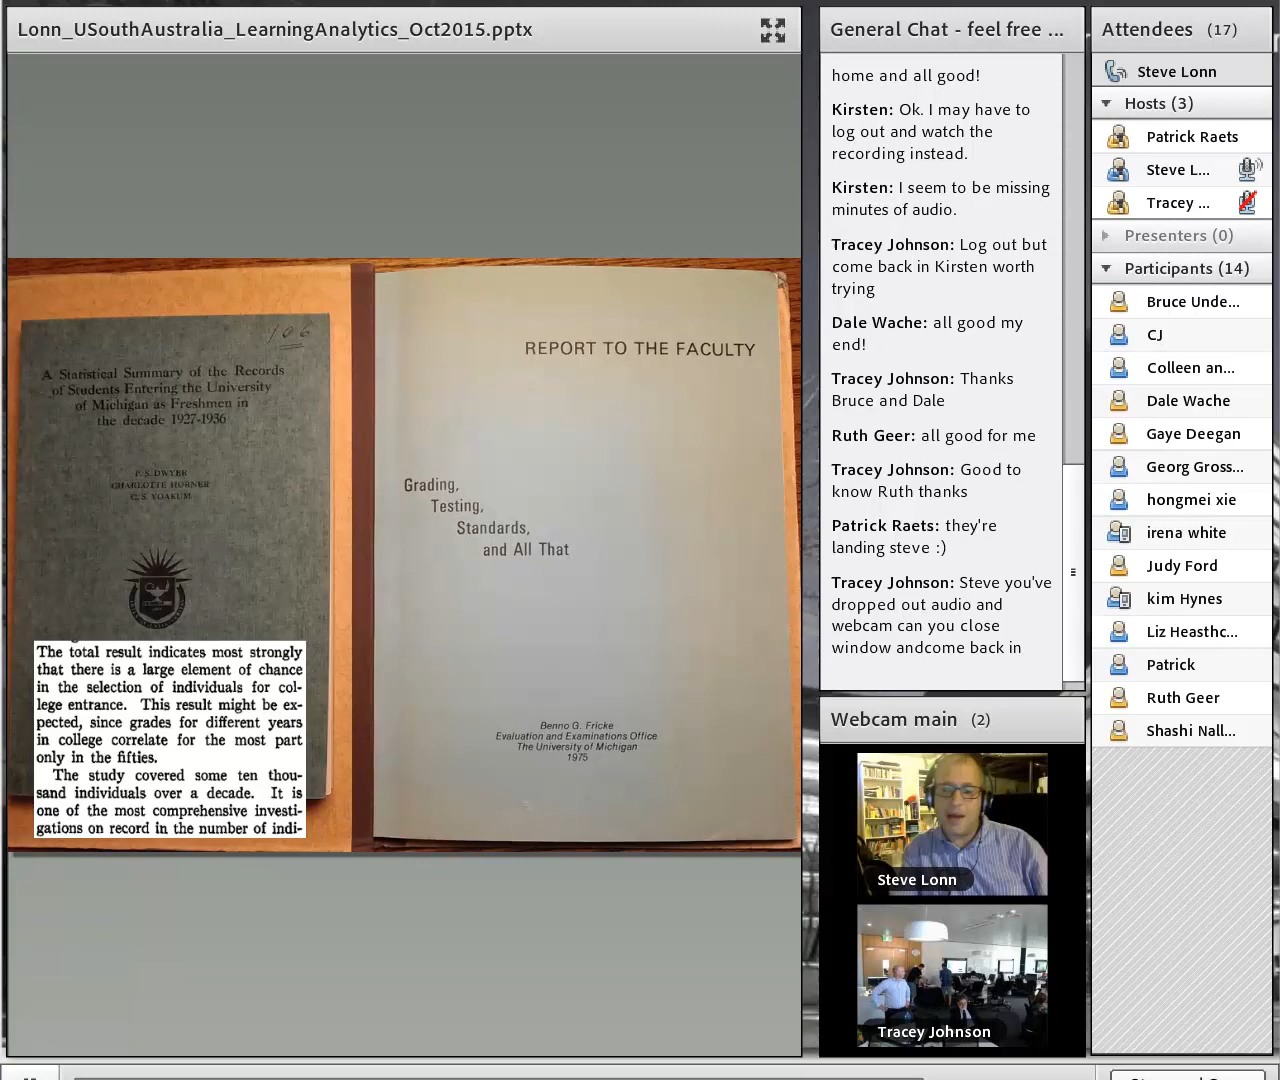 Lonn_USouthAustralia_LearningAnalytics_Oct2015.pptx
106
A Statistical Summary of the Records
of Students Entering the University
of Michigan as Freshmen in
the decade 1927-1936
P. S. DWYER
CHARLOTTE HORNER
C. S. YOAKUM
The total result indicates most strongly
that there is a large element of chance
in the selection of individuals for col-
lege entrance. This result might be ex-
pected, since grades for different years
in college correlate for the most part
only in the fifties.
The study covered some ten thou-
sand individuals over a decade. It is
one of the most comprehensive investi-
gations on record in the number of indi-
REPORT TO THE FACULTY
Grading,
Testing,
Standards,
and All That
Benno G. Fricke
Evaluation and Examinations Office
The University of Michigan
1975
General Chat - feel free ...
home and all good!
Kirsten: Ok. I may have to
log out and watch the
recording instead.
Kirsten: I seem to be missing
minutes of audio.
Tracey Johnson: Log out but
come back in Kirsten worth
trying
Dale Wache: all good my
end!
Tracey Johnson: Thanks
Bruce and Dale
Ruth Geer: all good for me
Tracey Johnson: Good to
know Ruth thanks
Patrick Raets: they're
landing steve :)
Tracey Johnson: Steve you've
dropped out audio and
webcam can you close
window andcome back in
Webcam main (2)
Steve Lonn
Tracey Johnson
Attendees (17)
Steve Lonn
Hosts (3)
Patrick Raets
Steve L...
Tracey ...
Presenters (0)
Participants (14)
Bruce Unde...
CJ
Colleen an...
Dale Wache
Gaye Deegan
Georg Gross...
hongmei xie
irena white
Judy Ford
kim Hynes
Liz Heasthc...
Patrick
Ruth Geer
Shashi Nall...